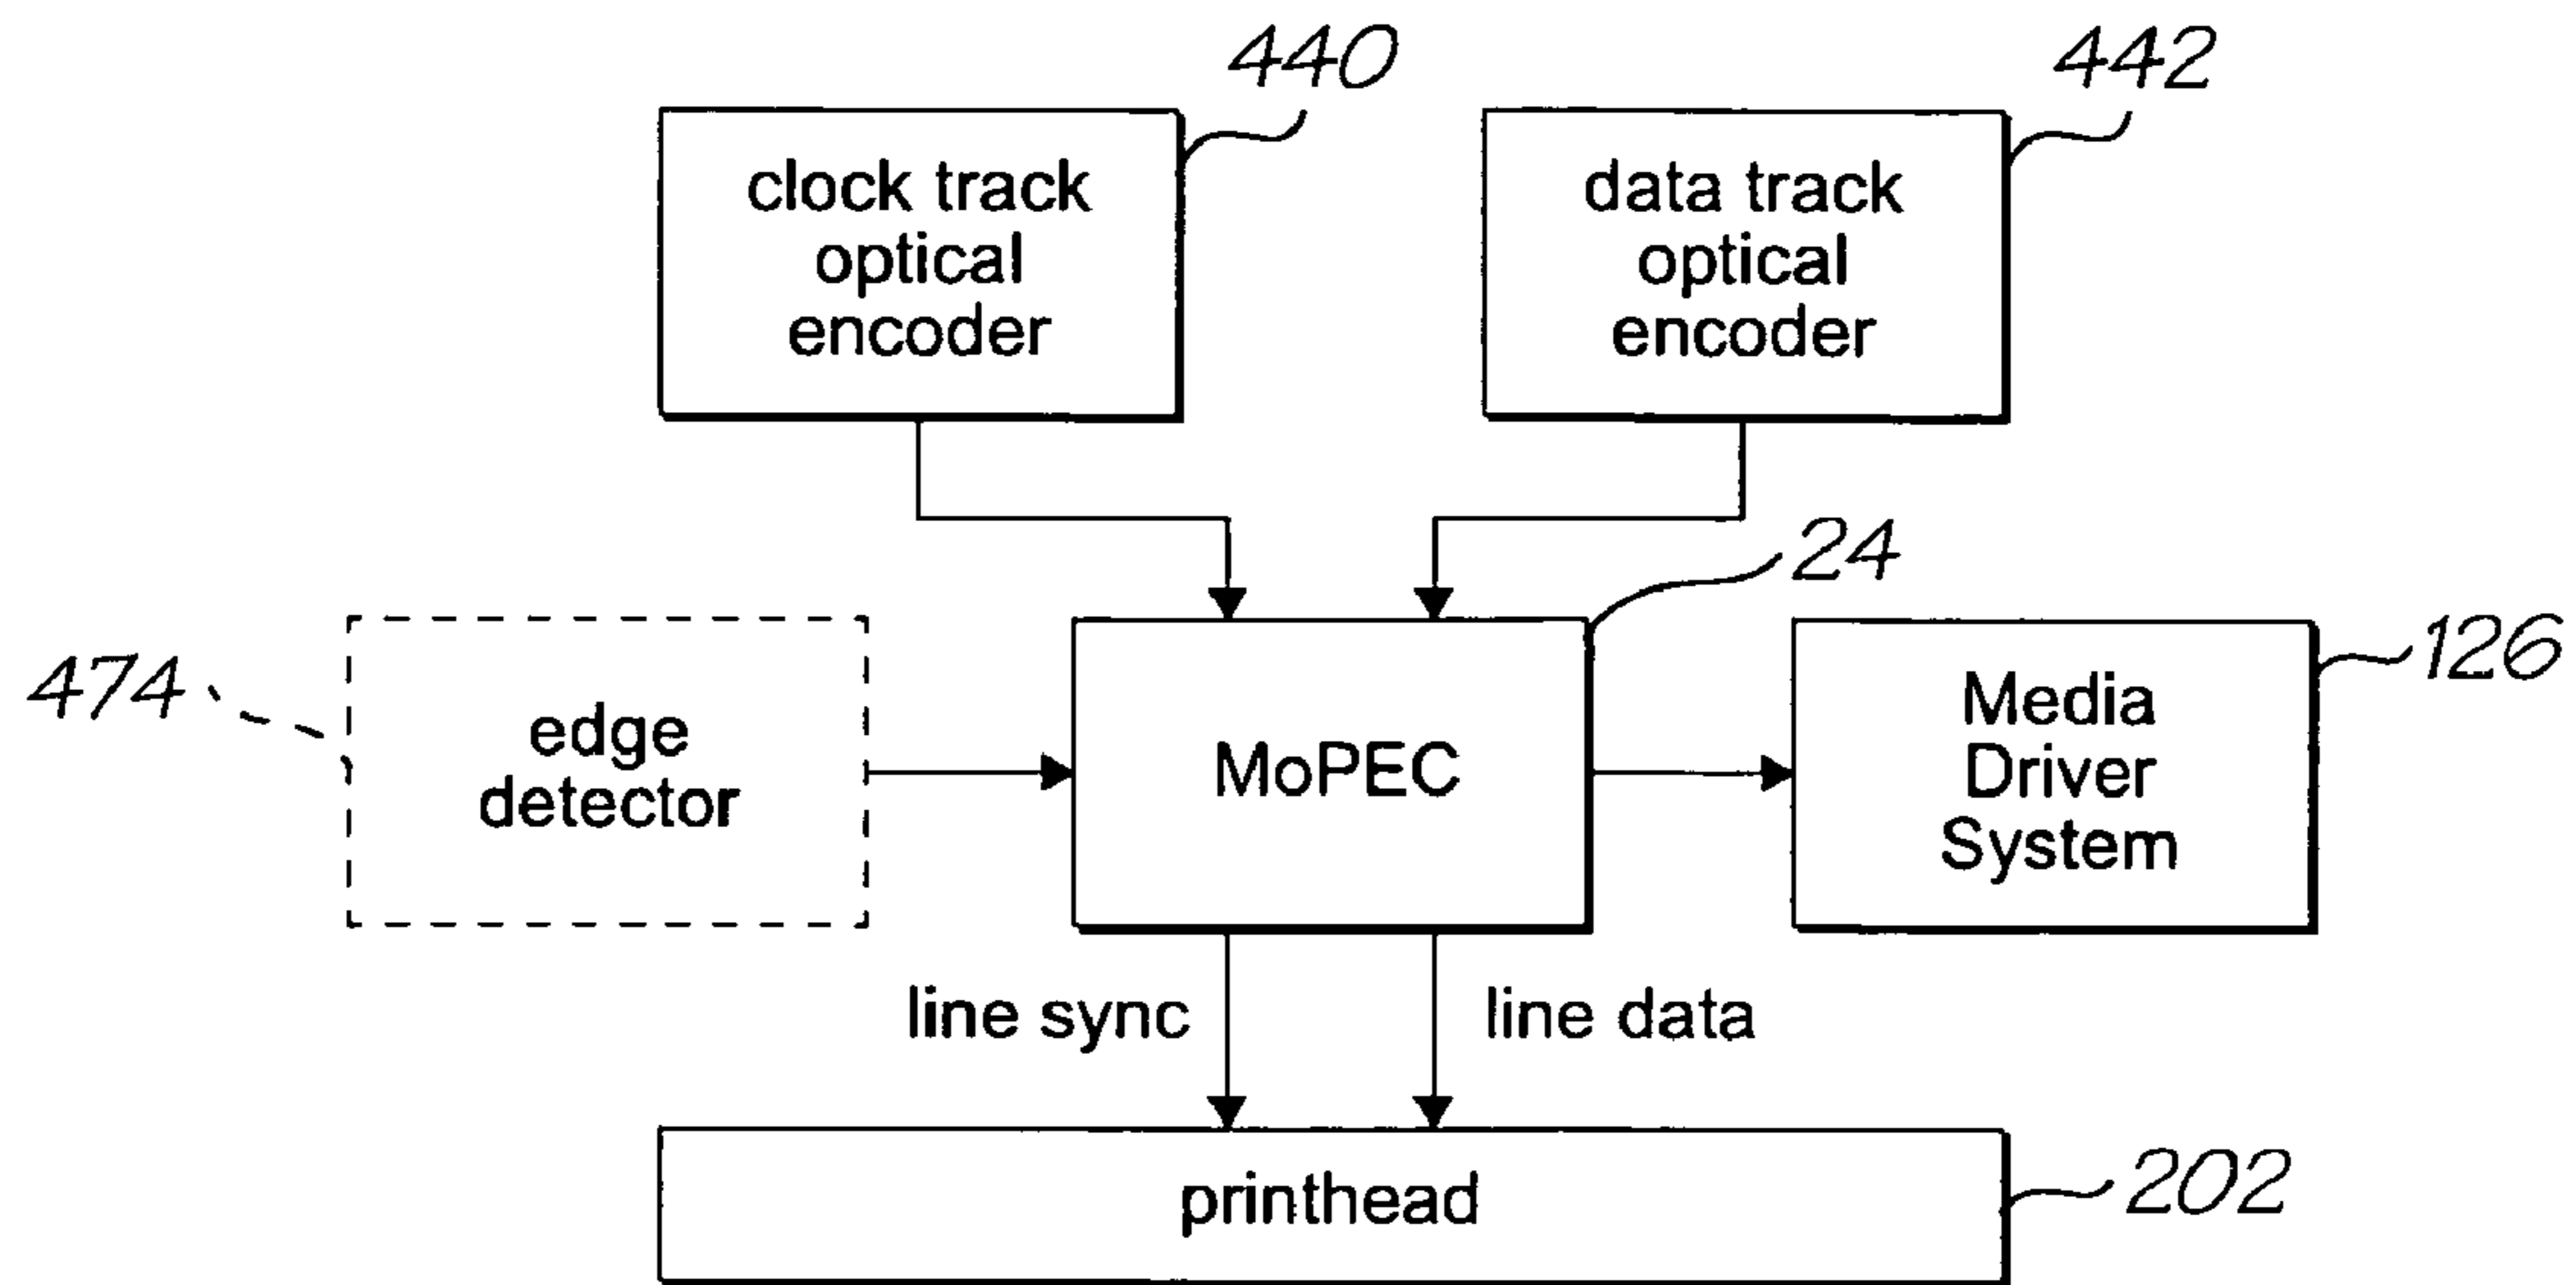 440
442
clock track
optical
encoder
data track
optical
encoder
24
474
edge
detector
MoPEC
126
Media
Driver
System
line sync
line data
printhead
202